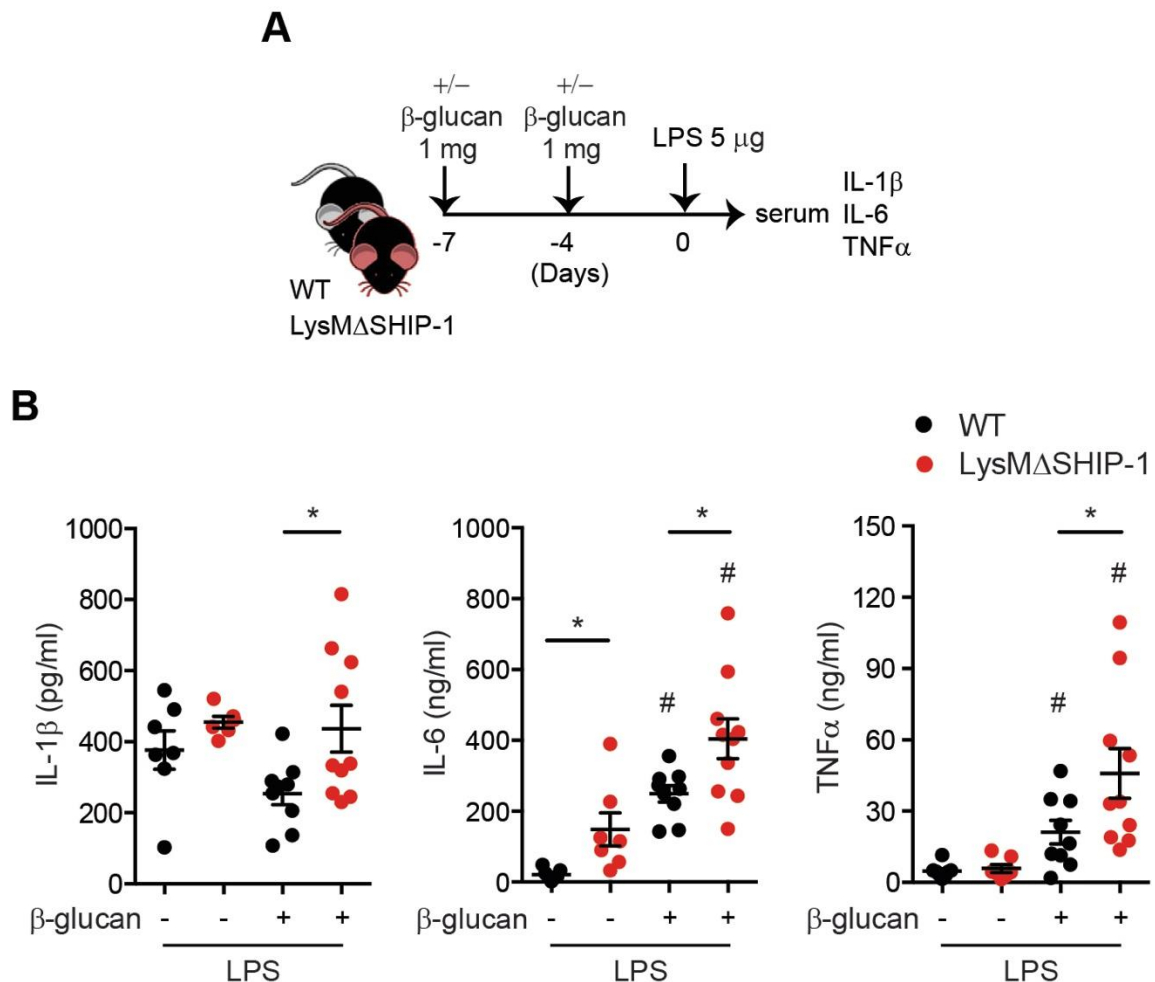 A
+/−
β-glucan
1 mg
+/−
β-glucan
1 mg
LPS 5 μg
-7
-4
0
(Days)
serum
IL-1β
IL-6
TNFα
WT
LysMΔSHIP-1
B
WT
LysMΔSHIP-1
IL-1β (pg/ml)
1000
800
600
400
200
0
*
β-glucan - - + +
LPS
IL-6 (ng/ml)
1000
800
600
400
200
0
*
#
*
#
- - + +
LPS
TNFα (ng/ml)
150
120
90
60
30
0
#
*
#
- - + +
LPS